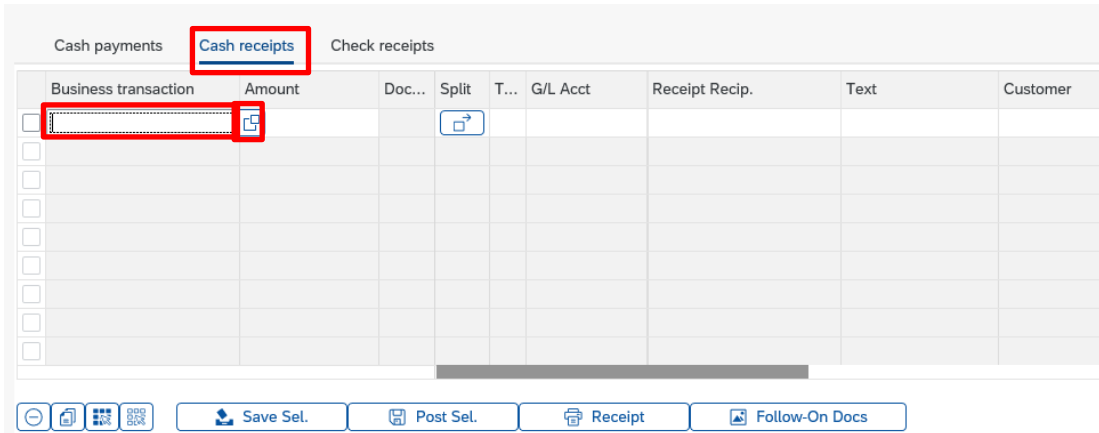 Cash payments Cash receipts Check receipts
Business transaction Amount Doc... Split T... G/L Acct Receipt Recip. Text Customer
Save Sel. Post Sel. Receipt Follow-On Docs